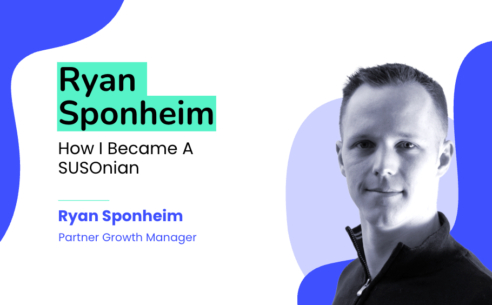 Ryan
Sponheim
How I Became A
SUSOnian
Ryan Sponheim
Partner Growth Manager